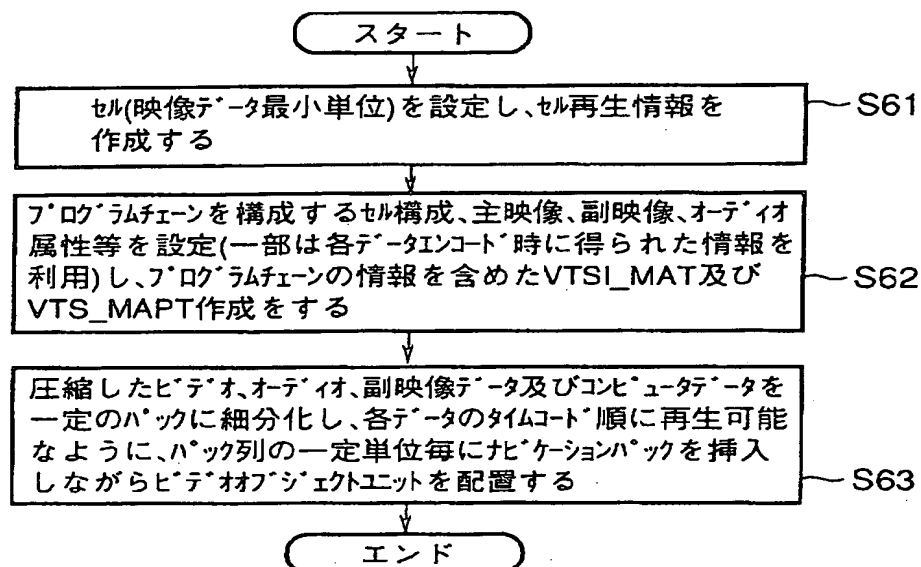 スタート
セル(映像データ最小単位)を設定し、セル再生情報を
作成する
S61
プログラムチェーンを構成するセル構成、主映像、副映像、オーディオ
属性等を設定(一部は各データエンコード時に得られた情報を
利用)し、プログラムチェーンの情報を含めたVTSI_MAT及び
VTS_MAPT作成をする
S62
圧縮したビデオ、オーディオ、副映像データ及びコンピュータデータを
一定のパックに細分化し、各データのタイムコード順に再生可能
なように、パック列の一定単位毎にナビケーションパックを挿入
しながらビデオオブジェクトユニットを配置する
S63
エンド